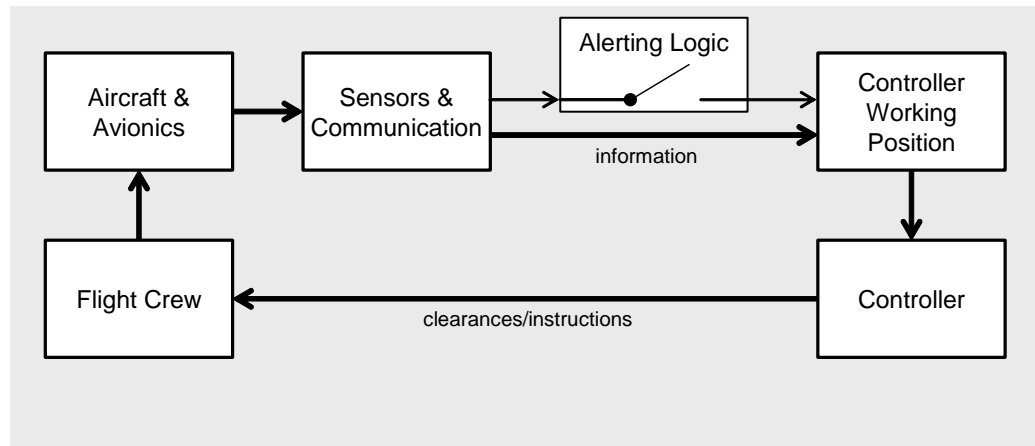 Alerting Logic
Aircraft &
Avionics
Sensors &
Communication
Controller
Working
Position
information
Flight Crew
Controller
clearances/instructions